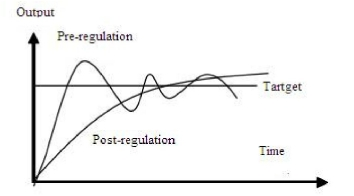 Output
Pre-regulation
Tartget
Post-regulation
Time